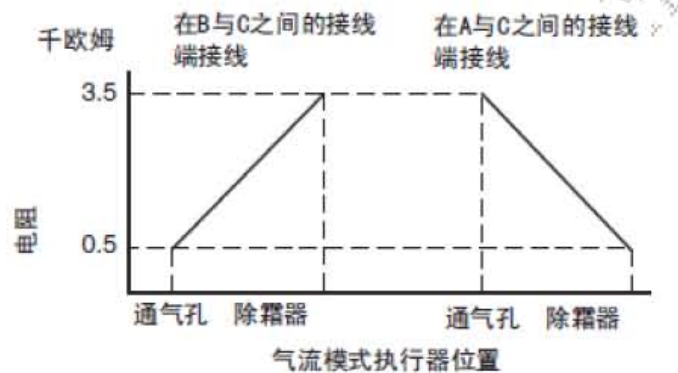 千欧姆
在B与C之间的接线
端接线
在A与C之间的接线
端接线
3.5
电阻
0.5
通气孔 除霜器
通气孔 除霜器
气流模式执行器位置